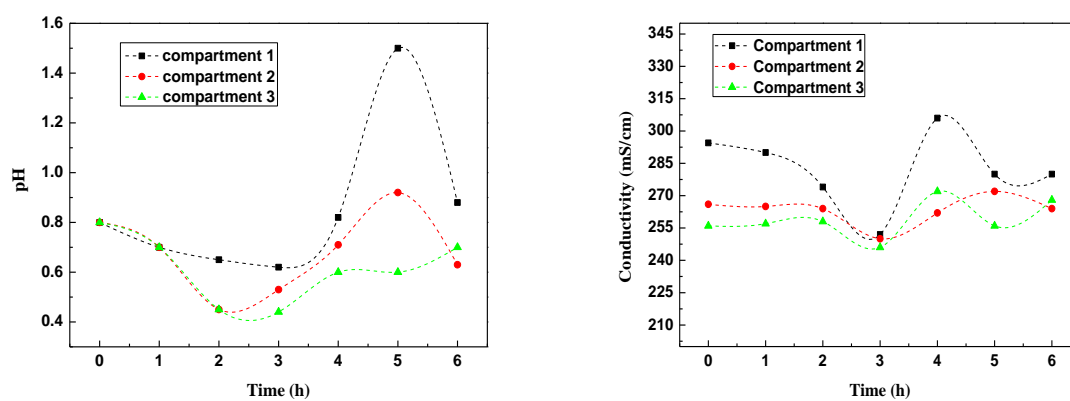 1.6
1.4
1.2
1.0
0.8
0.6
0.4
pH
compartment 1
compartment 2
compartment 3
0 1 2 3 4 5 6
Time (h)
345
330
315
300
285
270
255
240
225
210
Conductivity (mS/cm)
Compartment 1
Compartment 2
Compartment 3
0 1 2 3 4 5 6
Time (h)